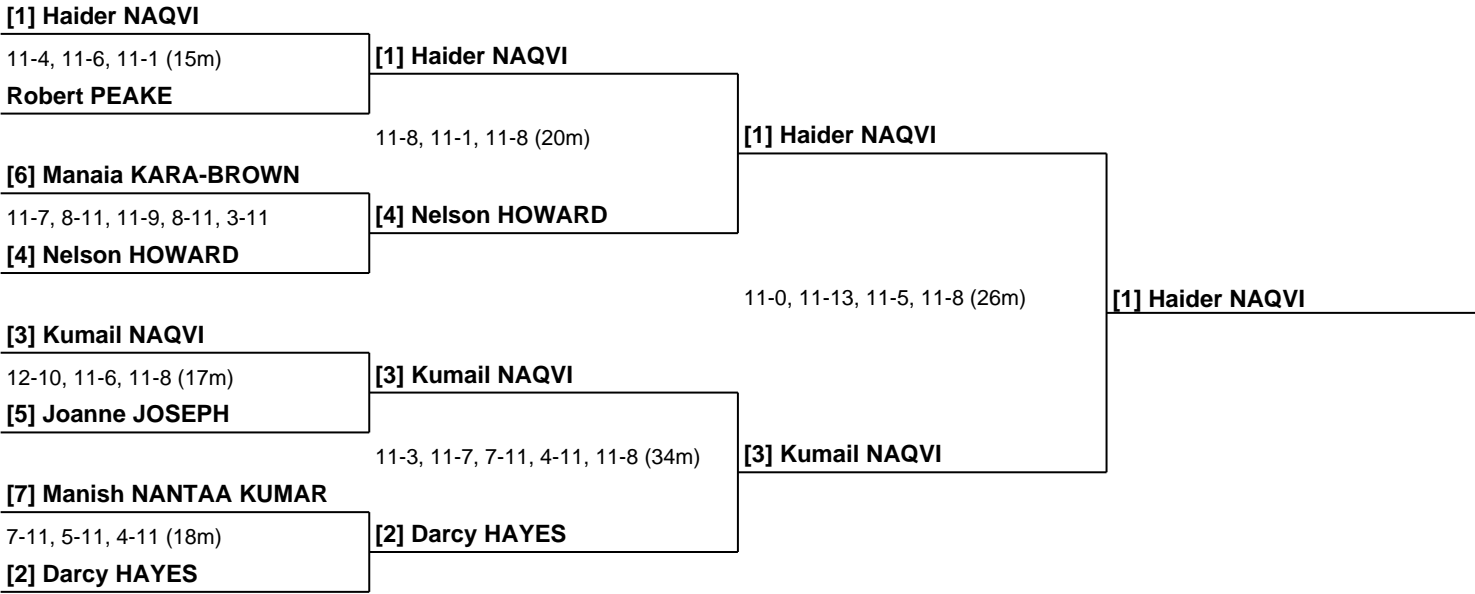 [1] Haider NAQVI
11-4, 11-6, 11-1 (15m)
Robert PEAKE
[6] Manaia KARA-BROWN
11-7, 8-11, 11-9, 8-11, 3-11
[4] Nelson HOWARD
[3] Kumail NAQVI
12-10, 11-6, 11-8 (17m)
[5] Joanne JOSEPH
[7] Manish NANTAA KUMAR
7-11, 5-11, 4-11 (18m)
[2] Darcy HAYES
[1] Haider NAQVI
11-8, 11-1, 11-8 (20m)
[4] Nelson HOWARD
[3] Kumail NAQVI
11-3, 11-7, 7-11, 4-11, 11-8 (34m)
[2] Darcy HAYES
[1] Haider NAQVI
11-0, 11-13, 11-5, 11-8 (26m)
[3] Kumail NAQVI
[1] Haider NAQVI